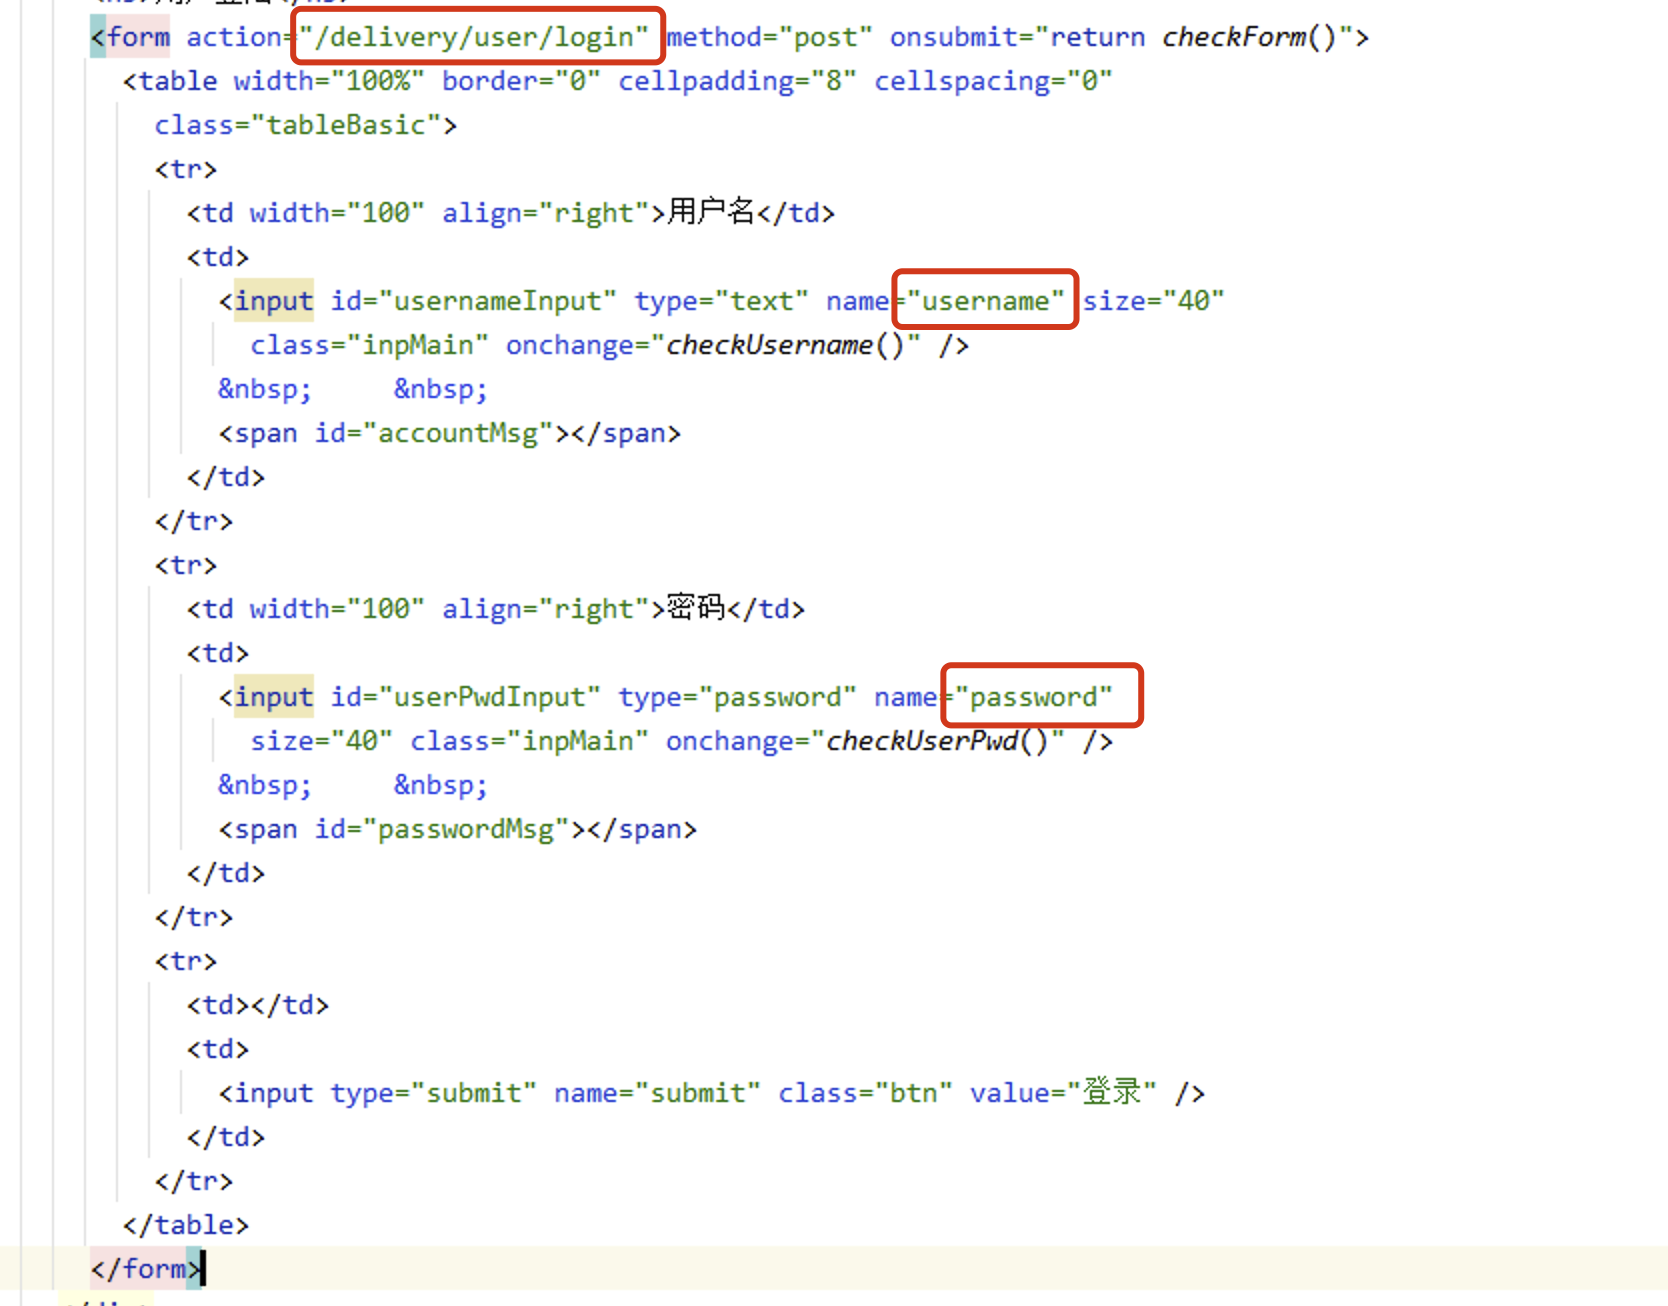 <form action="/delivery/user/login" method="post" onsubmit="return checkForm()">
<table width="100%" border="0" cellpadding="8" cellspacing="0"
class="tableBasic">
<tr>
<td width="100" align="right">用户名</td>
<td>
<input id="usernameInput" type="text" name="username" size="40"
class="inpMain" onchange="checkUsername()" />
&nbsp;     &nbsp;
<span id="accountMsg"></span>
</td>
</tr>
<tr>
<td width="100" align="right">密码</td>
<td>
<input id="userPwdInput" type="password" name="password"
size="40" class="inpMain" onchange="checkUserPwd()" />
&nbsp;     &nbsp;
<span id="passwordMsg"></span>
</td>
</tr>
<tr>
<td></td>
<td>
<input type="submit" name="submit" class="btn" value="登录" />
</td>
</tr>
</table>
</form>